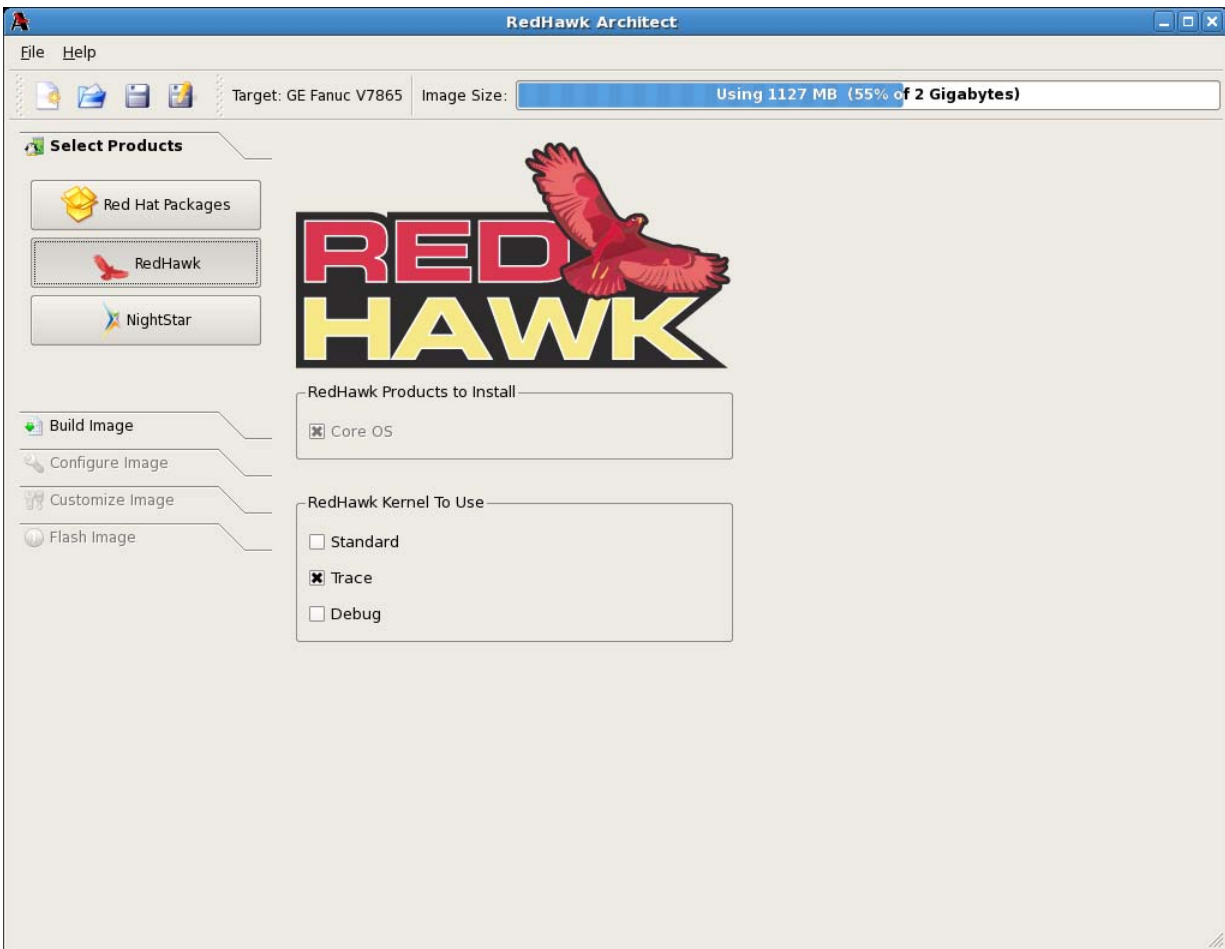 RedHawk Architect
File Help
Target: GE Fanuc V7865 Image Size: Using 1127 MB (55% of 2 Gigabytes)
Select Products
Red Hat Packages
RedHawk
NightStar
Build Image
Configure Image
Customize Image
Flash Image
RED
HAWK
RedHawk Products to Install
Core OS
RedHawk Kernel To Use
Standard
Trace
Debug